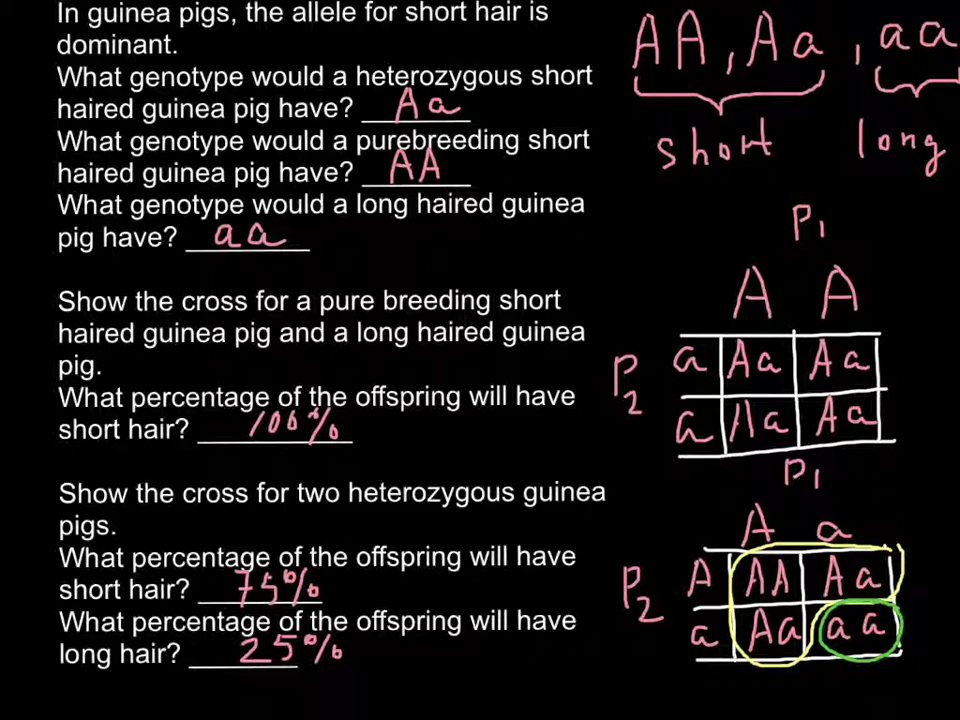 In guinea pigs, the allele for short hair is
dominant.
What genotype would a heterozygous short
haired guinea pig have? Aa
What genotype would a purebreeding short
haired guinea pig have? AA
What genotype would a long haired guinea
pig have? aa
Show the cross for a pure breeding short
haired guinea pig and a long haired guinea
pig.
What percentage of the offspring will have
short hair? 100%
Show the cross for two heterozygous guinea
pigs.
What percentage of the offspring will have
short hair? 75%
What percentage of the offspring will have
long hair? 25%
AA, Aa, aa
short long
P1
A A
P2 a Aa Aa
a Aa Aa
P1
A a
P2 A AA Aa
a Aa aa